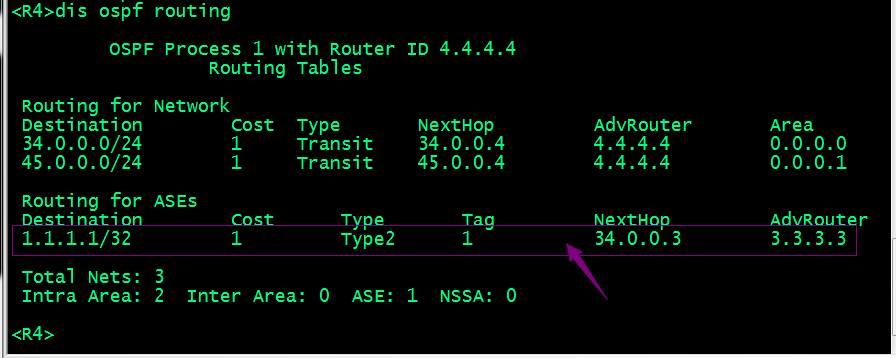 <R4>dis ospf routing
OSPF Process 1 with Router ID 4.4.4.4
Routing Tables
Routing for Network
Destination Cost Type NextHop AdvRouter Area
34.0.0.0/24 1 Transit 34.0.0.4 4.4.4.4 0.0.0.0
45.0.0.0/24 1 Transit 45.0.0.4 4.4.4.4 0.0.0.1
Routing for ASEs
Destination Cost Type Tag NextHop AdvRouter
1.1.1.1/32 1 Type2 1 34.0.0.3 3.3.3.3
Total Nets: 3
Intra Area: 2 Inter Area: 0 ASE: 1 NSSA: 0
<R4>